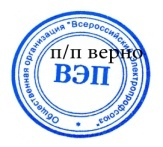 Общественная организация "Всероссийский Электропрофсоюз"
п/п верно
ВЭП